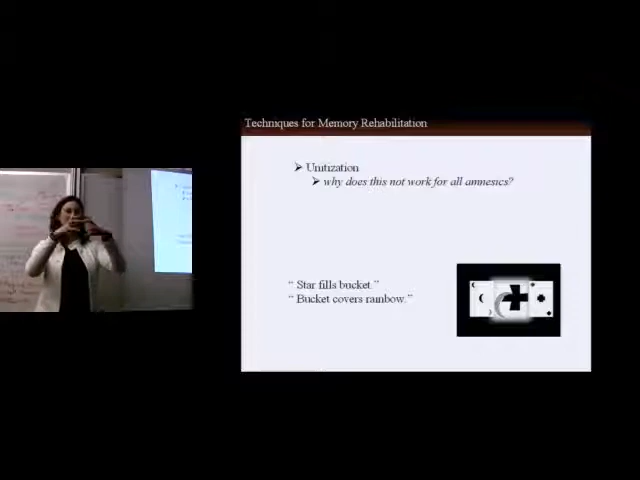 Techniques for Memory Rehabilitation
➢ Unitization
➢ why does this not work for all amnesics?
“ Star fills bucket.”
“ Bucket covers rainbow.”